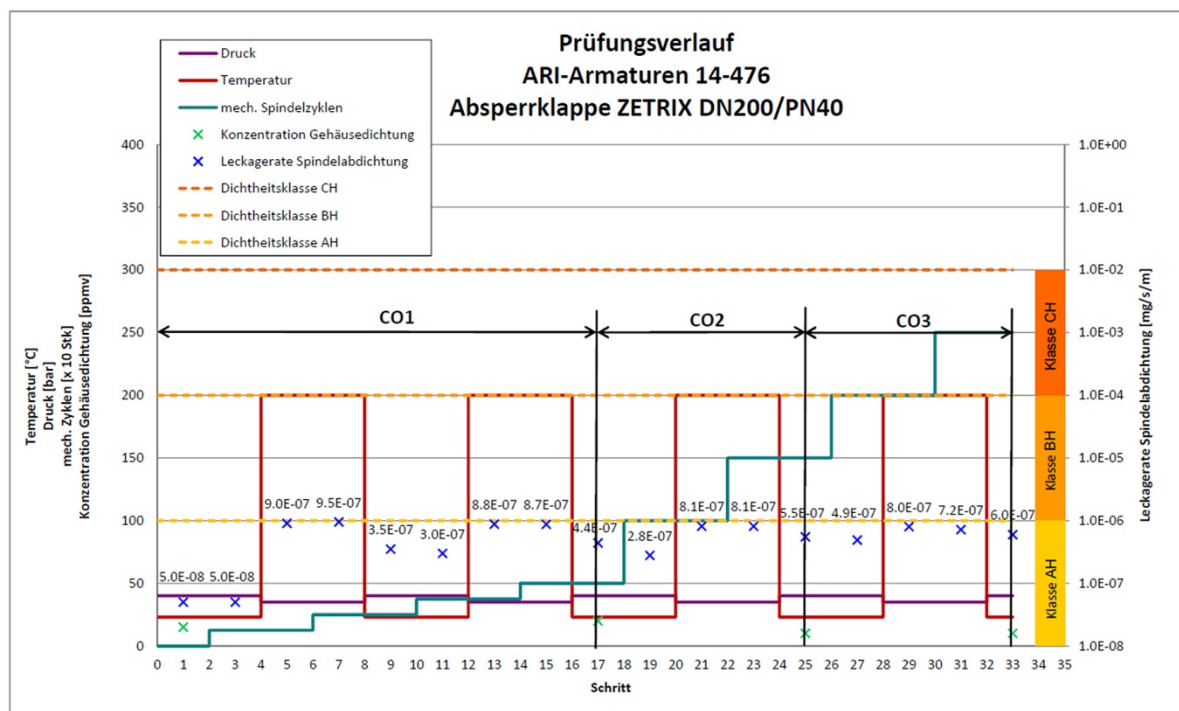 Prüfungsverlauf
ARI-Armaturen 14-476
Absperrklappe ZETRIX DN200/PN40
Druck
Temperatur
mech. Spindelzyklen
Konzentration Gehäusedichtung
Leckagerate Spindelabdichtung
Dichtheitsklasse CH
Dichtheitsklasse BH
Dichtheitsklasse AH
Temperatur [°C]
Druck [bar]
mech. Zyklen [x 10 Stk]
Konzentration Gehäusedichtung [ppmv]
400
350
300
250
200
150
100
50
0
CO1
CO2
CO3
5.0E-08
5.0E-08
9.0E-07
9.5E-07
3.5E-07
3.0E-07
8.8E-07
8.7E-07
4.4E-07
2.8E-07
8.1E-07
8.1E-07
5.5E-07
4.9E-07
8.0E-07
7.2E-07
6.0E-07
Klasse CH
Klasse BH
Klasse AH
1.0E+00
1.0E-01
1.0E-02
1.0E-03
1.0E-04
1.0E-05
1.0E-06
1.0E-07
1.0E-08
Leckagerate Spindelabdichtung [mg/s/m]
0 1 2 3 4 5 6 7 8 9 10 11 12 13 14 15 16 17 18 19 20 21 22 23 24 25 26 27 28 29 30 31 32 33 34 35
Schritt